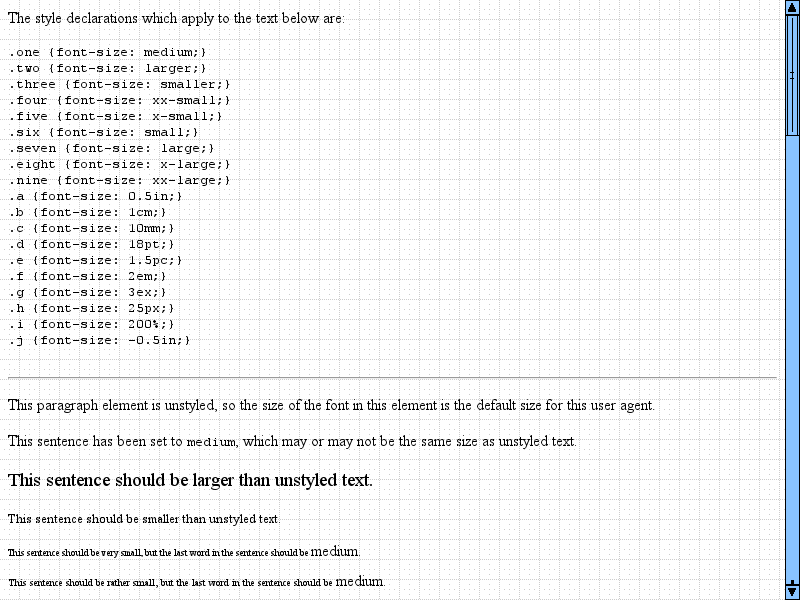 The style declarations which apply to the text below are:
.one {font-size: medium;}
.two {font-size: larger;}
.three {font-size: smaller;}
.four {font-size: xx-small;}
.five {font-size: x-small;}
.six {font-size: small;}
.seven {font-size: large;}
.eight {font-size: x-large;}
.nine {font-size: xx-large;}
.a {font-size: 0.5in;}
.b {font-size: 1cm;}
.c {font-size: 10mm;}
.d {font-size: 18pt;}
.e {font-size: 1.5pc;}
.f {font-size: 2em;}
.g {font-size: 3ex;}
.h {font-size: 25px;}
.i {font-size: 200%;}
.j {font-size: -0.5in;}
This paragraph element is unstyled, so the size of the font in this element is the default size for this user agent.
This sentence has been set to medium, which may or may not be the same size as unstyled text.
This sentence should be larger than unstyled text.
This sentence should be smaller than unstyled text.
This sentence should be very small, but the last word in the sentence should be medium.
This sentence should be rather small, but the last word in the sentence should be medium.